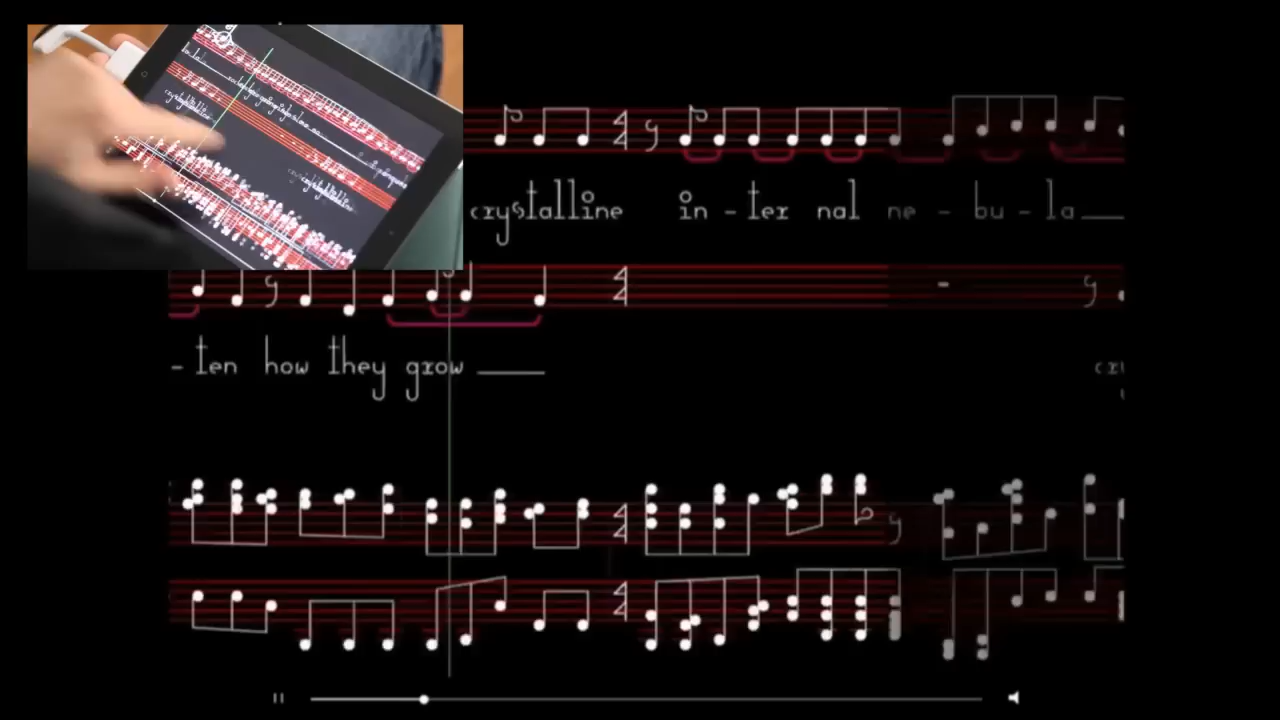 crystalline in - ter nal ne - bu - la
- ten how they grow